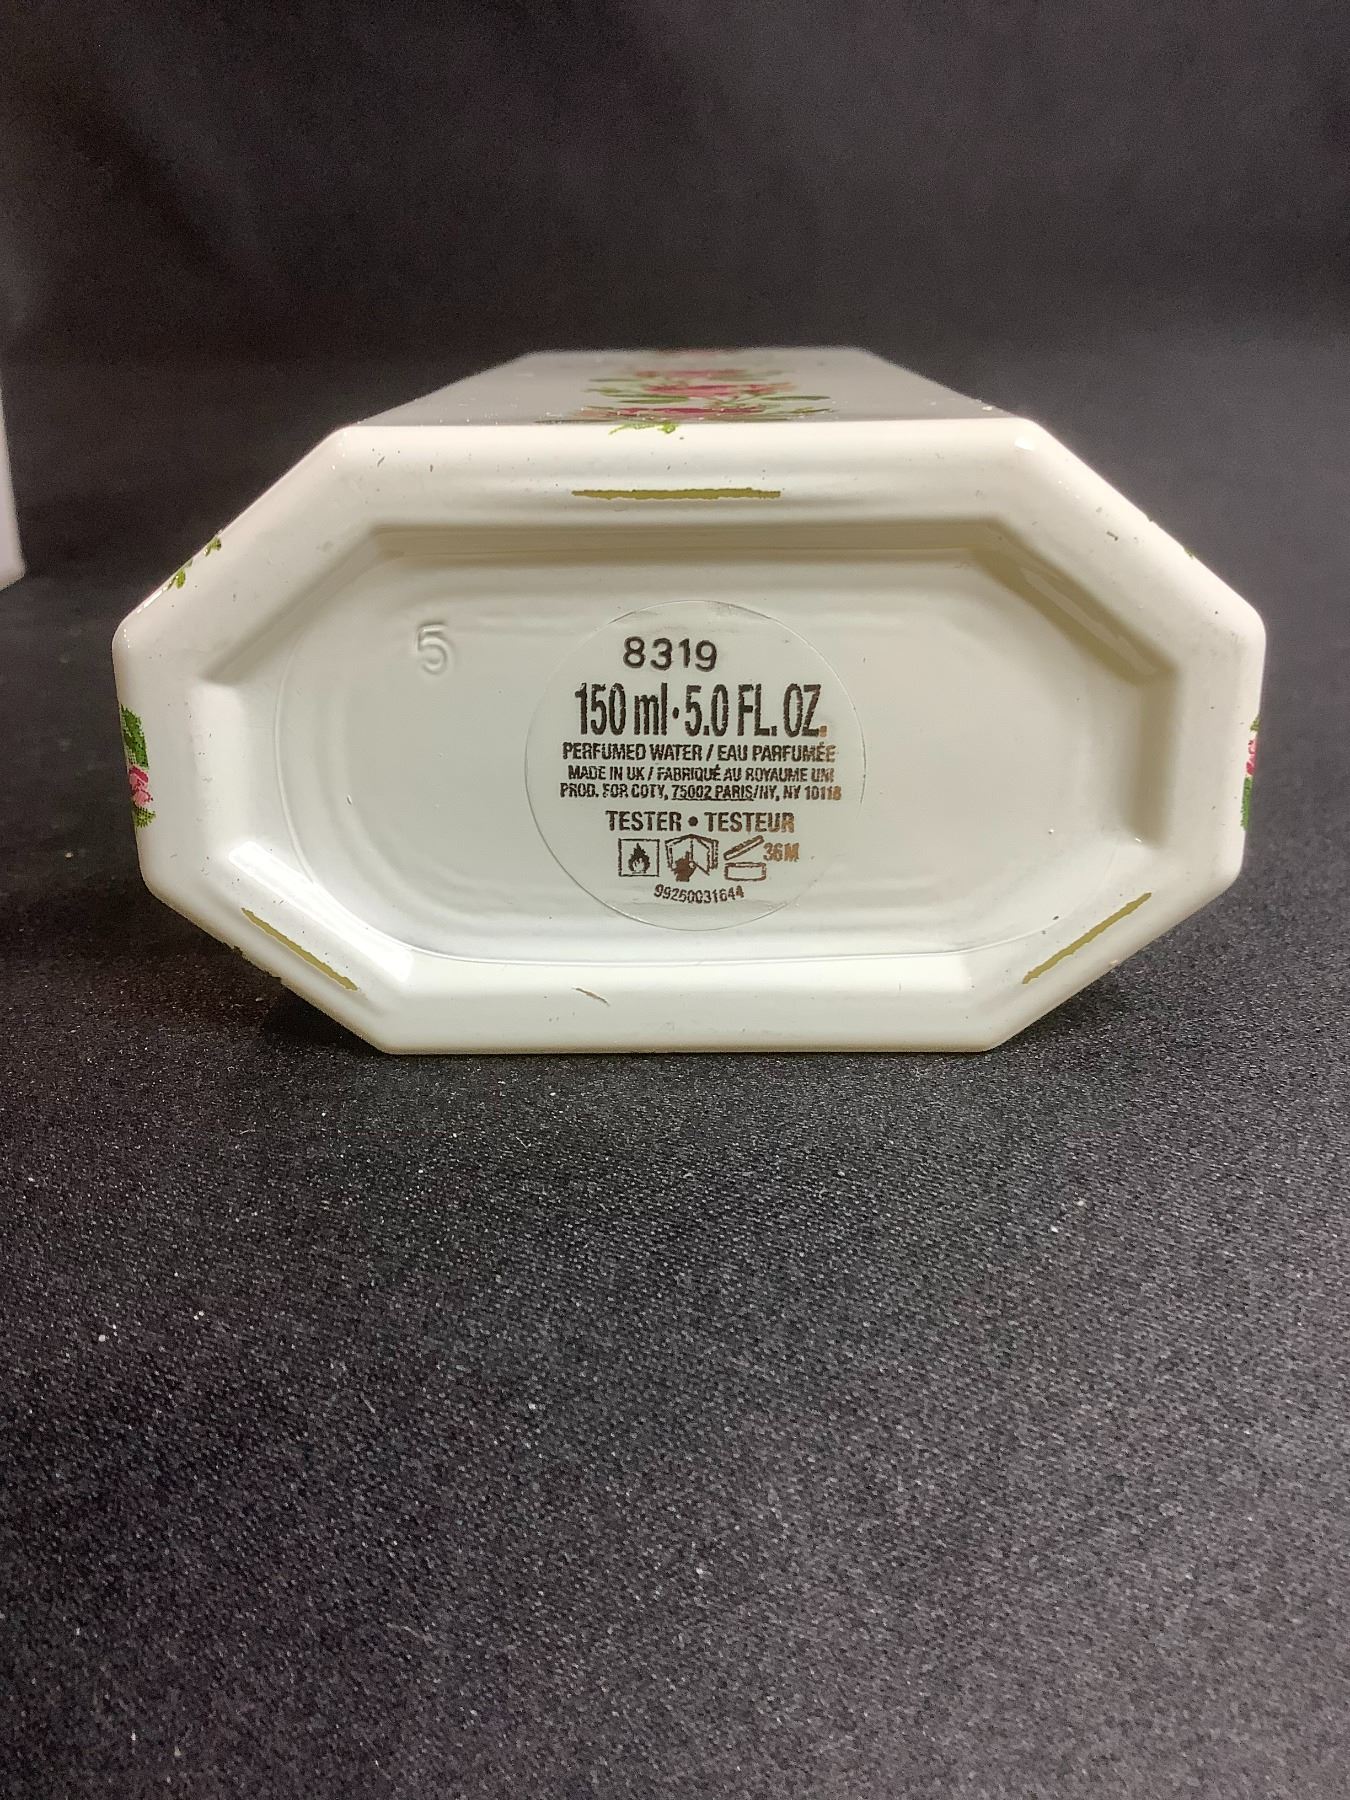 5
8319
150 ml • 5.0 FL. OZ.
PERFUMED WATER / EAU PARFUMÉE
MADE IN UK / FABRIQUÉ AU ROYAUME UNI
PROD. FOR COTY, 75002 PARIS/NY, NY 10118
TESTER • TESTEUR
36M
99260031644